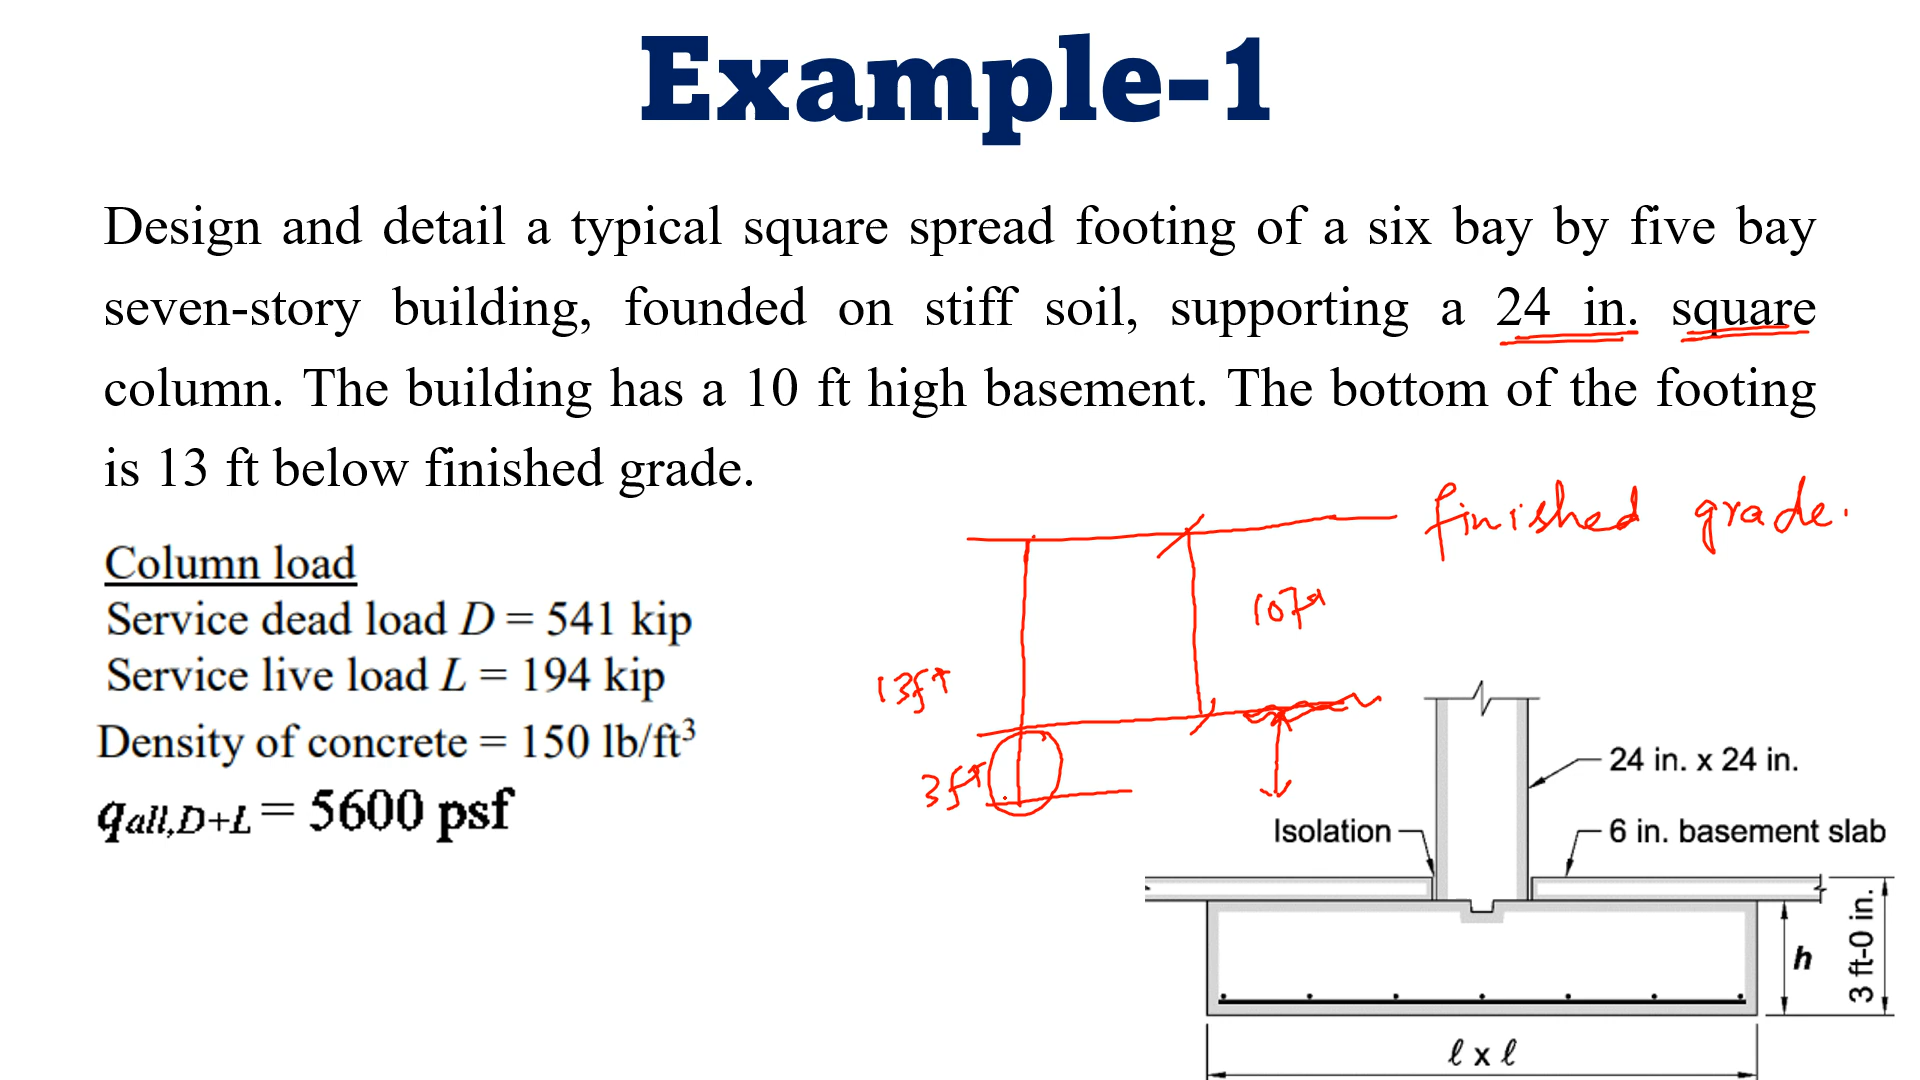 Example-1
Design and detail a typical square spread footing of a six bay by five bay
seven-story building, founded on stiff soil, supporting a 24 in. square
column. The building has a 10 ft high basement. The bottom of the footing
is 13 ft below finished grade.
finished grade.
Column load
Service dead load D = 541 kip
Service live load L = 194 kip
Density of concrete = 150 lb/ft³
qall,D+L = 5600 psf
10ft
13ft
3ft
24 in. x 24 in.
Isolation
6 in. basement slab
h
3 ft-0 in.
ℓ x ℓ